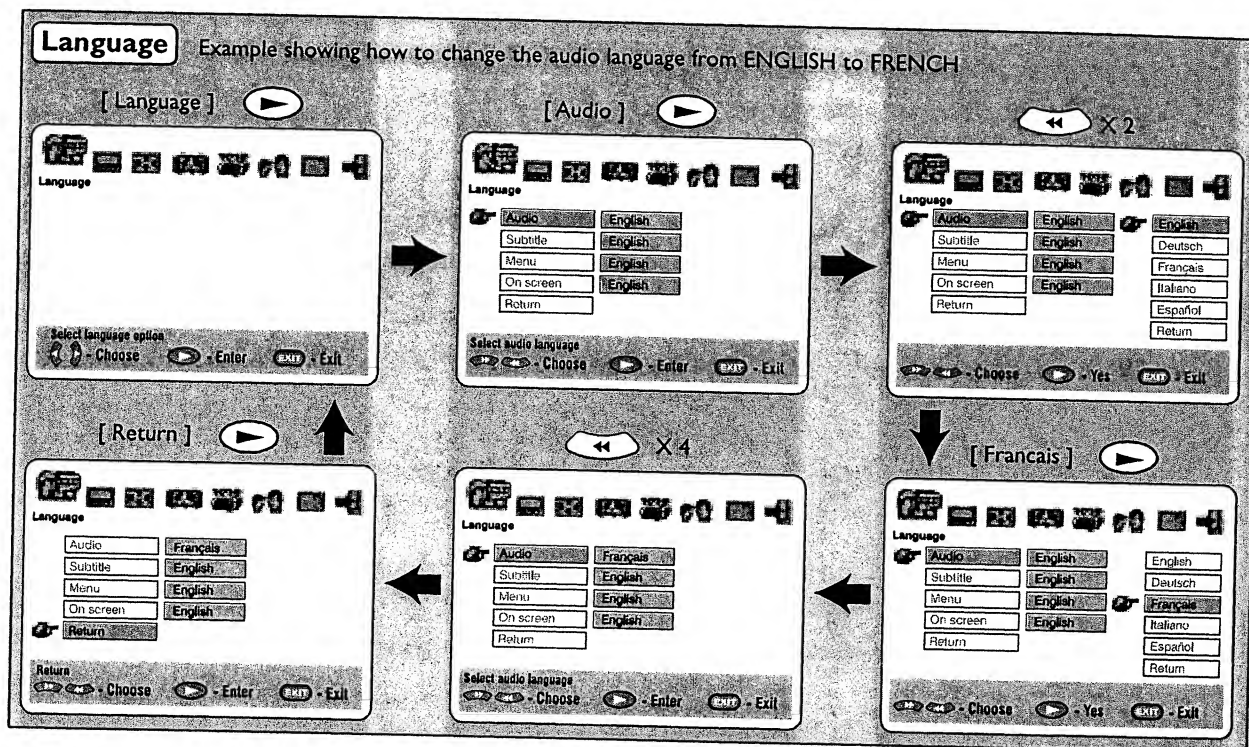 Language Example showing how to change the audio language from ENGLISH to FRENCH
[ Language ]
Language
Select language option
- Choose - Enter EXIT - Exit
[ Audio ]
Language
Audio English
Subtitle English
Menu English
On screen English
Return
Select audio language
- Choose - Enter EXIT - Exit
X 2
Language
Audio English English
Subtitle English Deutsch
Menu English Français
On screen English Italiano
Return Español
Return
- Choose - Yes EXIT - Exit
[ Francais ]
Language
Audio English English
Subtitle English Deutsch
Menu English Français
On screen English Italiano
Return Español
Return
- Choose - Yes EXIT - Exit
X 4
Language
Audio Français
Subtitle English
Menu English
On screen English
Return
Select audio language
- Choose - Enter EXIT - Exit
[ Return ]
Language
Audio Français
Subtitle English
Menu English
On screen English
Return
Return
- Choose - Enter EXIT - Exit